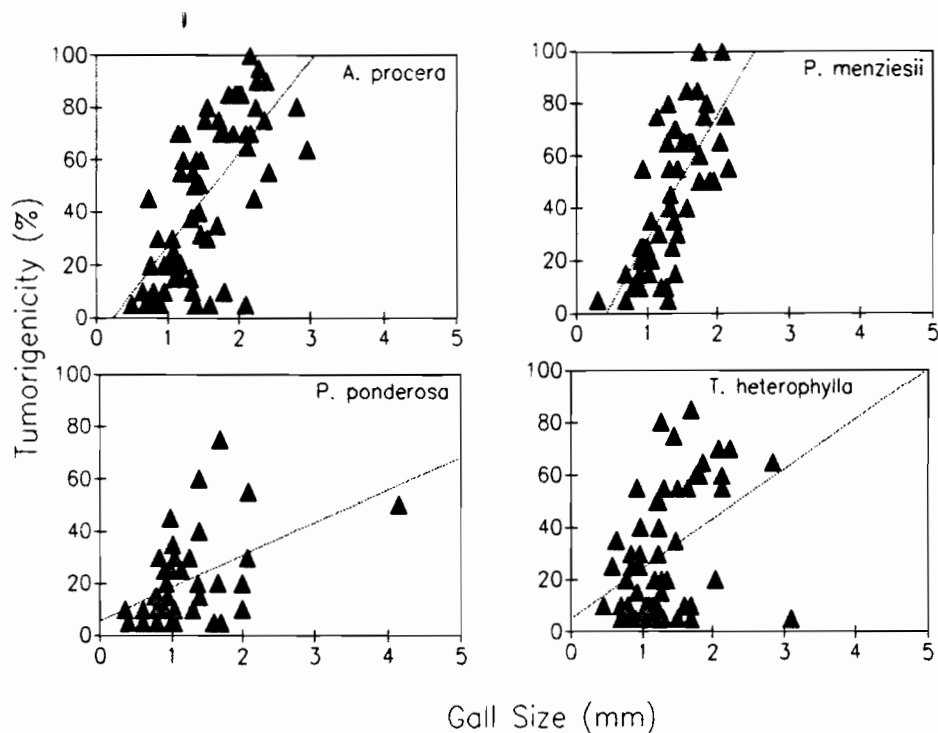 A. procera
100
80
60
40
20
0
0 1 2 3 4 5
P. menziesii
100
80
60
40
20
0
0 1 2 3 4 5
P. ponderosa
100
80
60
40
20
0
0 1 2 3 4 5
T. heterophylla
100
80
60
40
20
0
0 1 2 3 4 5
Tumorigenicity (%)
Gall Size (mm)